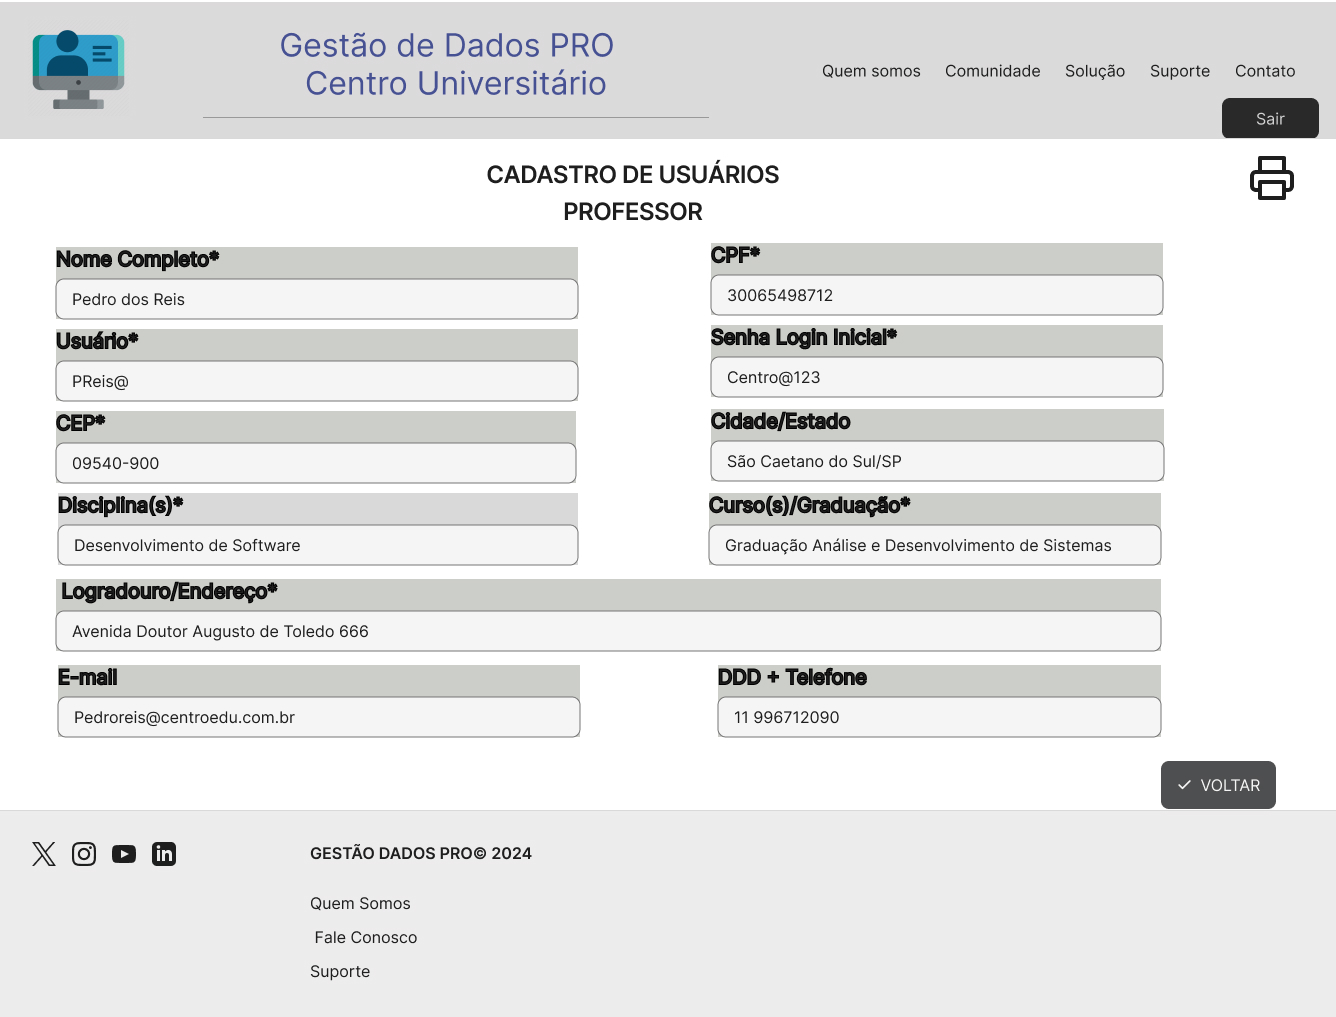 Gestão de Dados PRO
Centro Universitário
Quem somos Comunidade Solução Suporte Contato
Sair
CADASTRO DE USUÁRIOS
PROFESSOR
Nome Completo* CPF*
Pedro dos Reis 30065498712
Usuário* Senha Login Inicial*
PReis@ Centro@123
CEP* Cidade/Estado
09540-900 São Caetano do Sul/SP
Disciplina(s)* Curso(s)/Graduação*
Desenvolvimento de Software Graduação Análise e Desenvolvimento de Sistemas
Logradouro/Endereço*
Avenida Doutor Augusto de Toledo 666
E-mail DDD + Telefone
Pedroreis@centroedu.com.br 11 996712090
VOLTAR
GESTÃO DADOS PRO© 2024
Quem Somos
Fale Conosco
Suporte